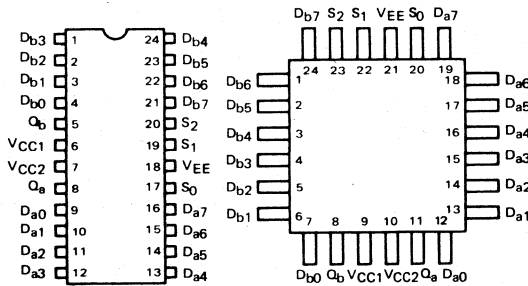 Db3 1 24 Db4
Db2 2 23 Db5
Db1 3 22 Db6
Db0 4 21 Db7
Qb 5 20 S2
VCC1 6 19 S1
VCC2 7 18 VEE
Qa 8 17 S0
Da0 9 16 Da7
Da1 10 15 Da6
Da2 11 14 Da5
Da3 12 13 Da4
Db7 S2 S1 VEE S0 Da7
24 23 22 21 20 19
Db6 1 18 Da6
Db5 2 17 Da5
Db4 3 16 Da4
Db3 4 15 Da3
Db2 5 14 Da2
Db1 6 13 Da1
7 8 9 10 11 12
Db0 Qb VCC1 VCC2 Qa Da0